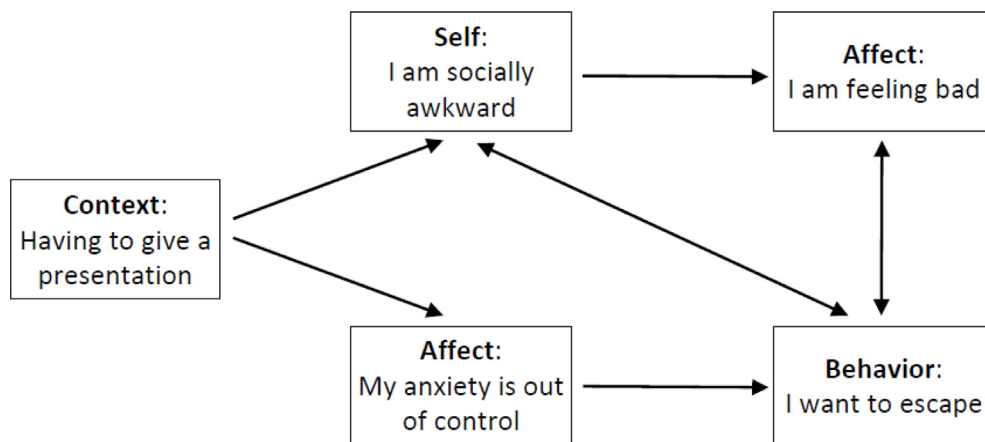 Self:
I am socially
awkward
Affect:
I am feeling bad
Context:
Having to give a
presentation
Affect:
My anxiety is out
of control
Behavior:
I want to escape